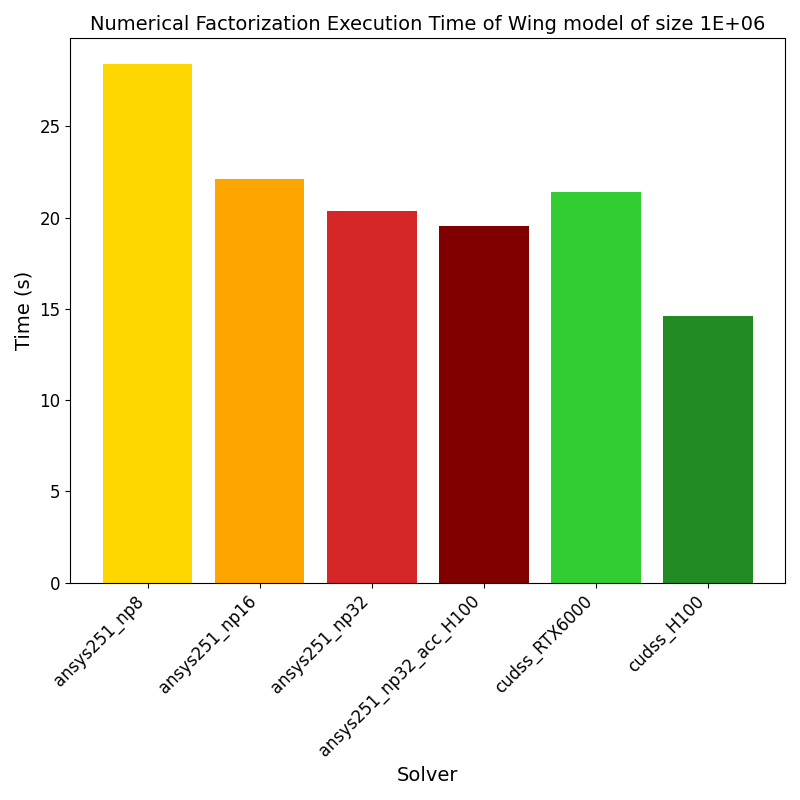 Numerical Factorization Execution Time of Wing model of size 1E+06
Time (s)
25
20
15
10
5
0
ansys251_np8
ansys251_np16
ansys251_np32
ansys251_np32_acc_H100
cudss_RTX6000
cudss_H100
Solver